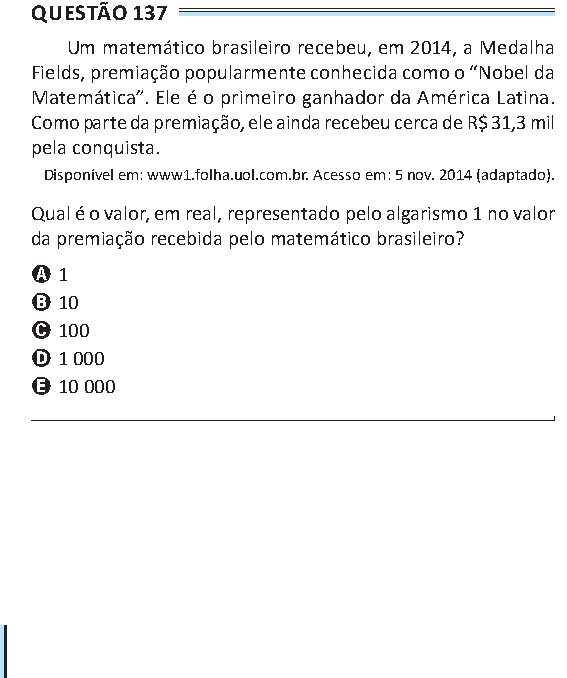 QUESTÃO 137
Um matemático brasileiro recebeu, em 2014, a Medalha
Fields, premiação popularmente conhecida como o “Nobel da
Matemática”. Ele é o primeiro ganhador da América Latina.
Como parte da premiação, ele ainda recebeu cerca de R$ 31,3 mil
pela conquista.
Disponível em: www1.folha.uol.com.br. Acesso em: 5 nov. 2014 (adaptado).
Qual é o valor, em real, representado pelo algarismo 1 no valor
da premiação recebida pelo matemático brasileiro?
A 1
B 10
C 100
D 1 000
E 10 000